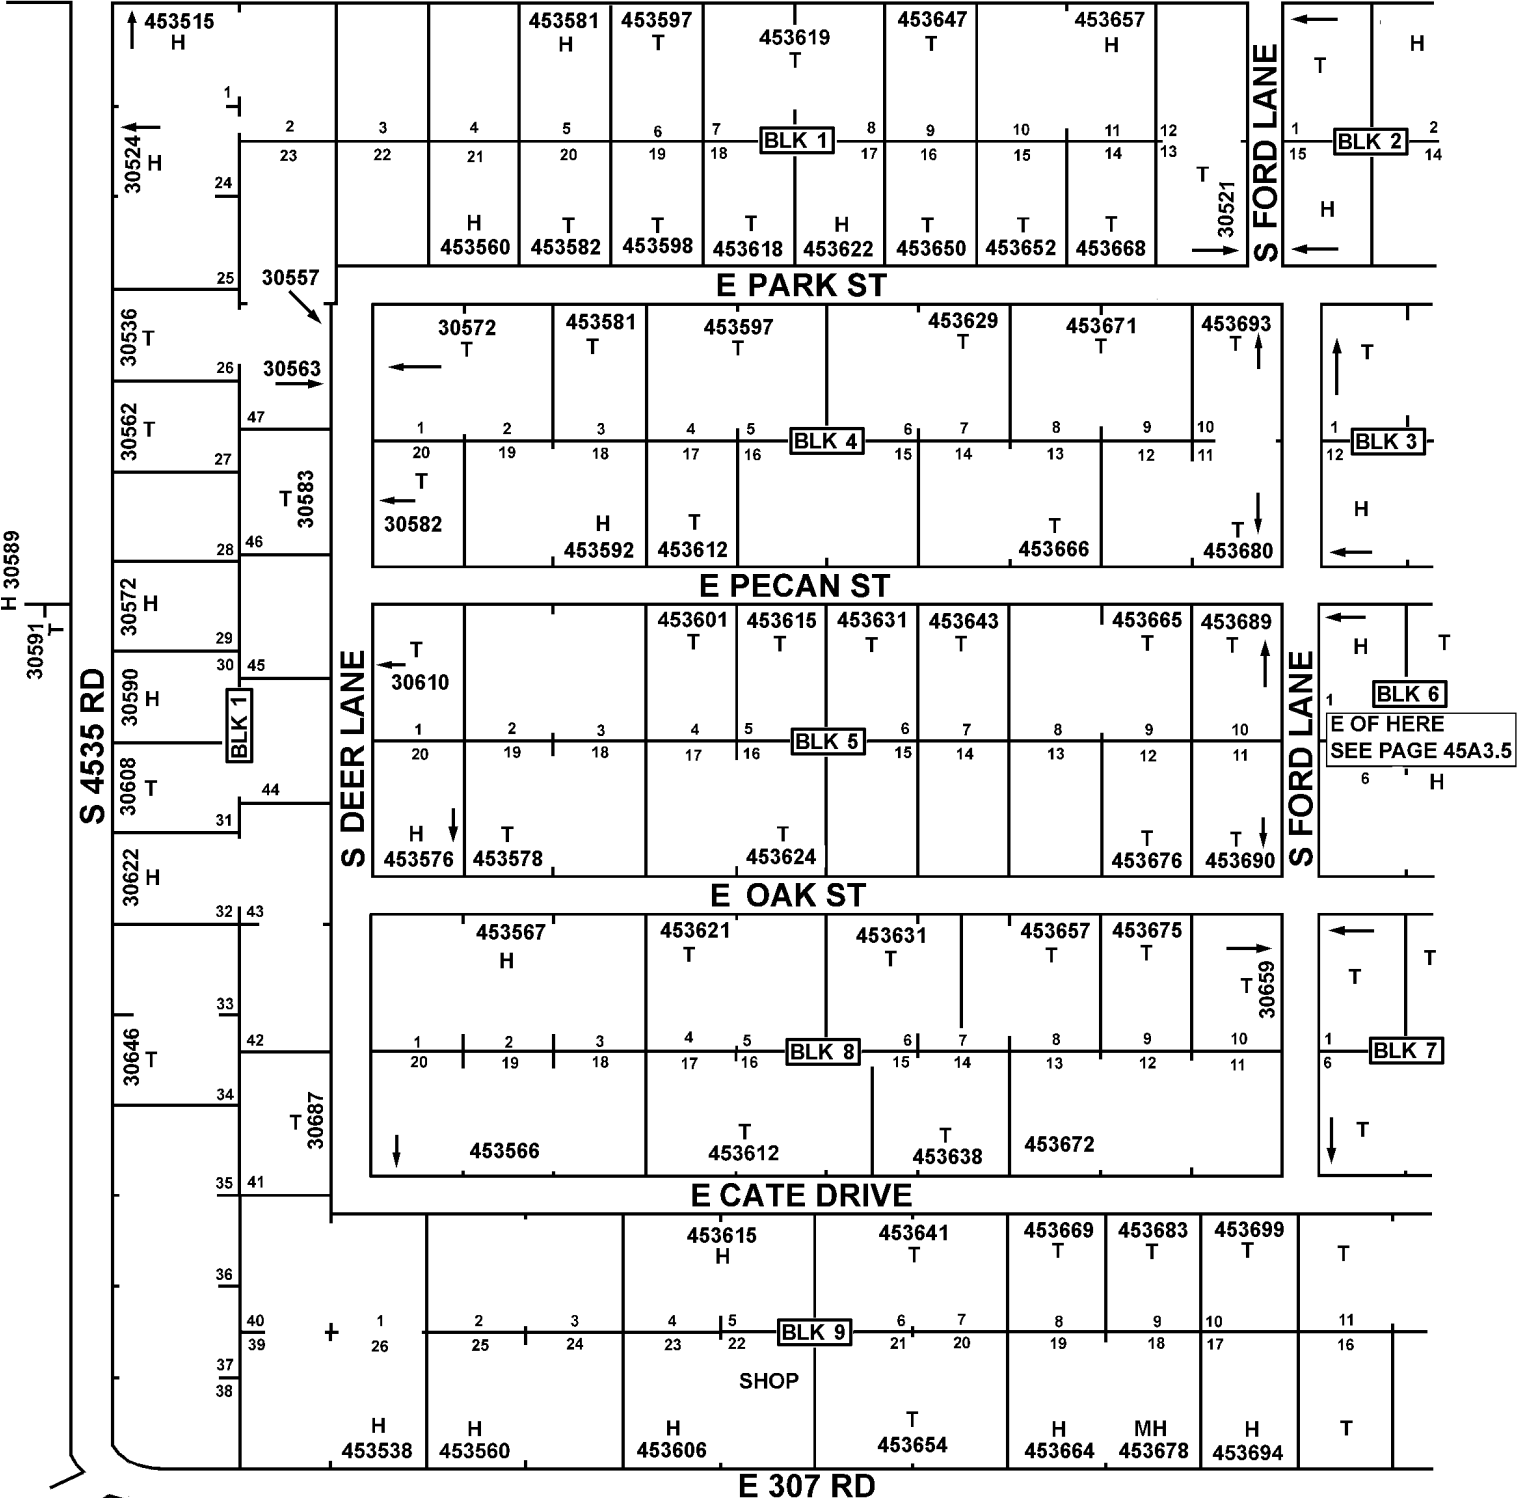 453515
H
453581
H
453597
T
453619
T
453647
T
453657
H
T
H
1
30524
H
2
3
4
5
6
7
BLK 1
8
9
10
11
12
1
BLK 2
2
23
22
21
20
19
18
17
16
15
14
13
15
14
24
T
30521
H
S FORD LANE
H
453560
T
453582
T
453598
T
453618
H
453622
T
453650
T
453652
T
453668
25
30557
E PARK ST
30536
T
26
30563
30572
T
453581
T
453597
T
453629
T
453671
T
453693
T
T
30562
T
27
47
1
2
3
4
5
BLK 4
6
7
8
9
10
1
BLK 3
20
19
18
17
16
15
14
13
12
11
12
T
30583
T
30582
H
453592
T
453612
T
453666
T
453680
H
28
46
E PECAN ST
H 30589
30591
T
30572
H
29
30
45
30590
H
BLK 1
S 4535 RD
S DEER LANE
T
30610
453601
T
453615
T
453631
T
453643
T
453665
T
453689
T
H
T
1
BLK 6
E OF HERE
SEE PAGE 45A3.5
6
H
S FORD LANE
1
2
3
4
5
BLK 5
6
7
8
9
10
20
19
18
17
16
15
14
13
12
11
30608
T
31
44
H
453576
T
453578
T
453624
T
453676
T
453690
30622
H
32
43
E OAK ST
453567
H
453621
T
453631
T
453657
T
453675
T
T
30659
T
T
33
30646
T
42
1
2
3
4
5
BLK 8
6
7
8
9
10
1
BLK 7
20
19
18
17
16
15
14
13
12
11
6
34
T
30687
453566
T
453612
T
453638
453672
T
35
41
E CATE DRIVE
453615
H
453641
T
453669
T
453683
T
453699
T
T
36
40
39
1
2
3
4
5
BLK 9
6
7
8
9
10
11
26
25
24
23
22
21
20
19
18
17
16
37
38
SHOP
H
453538
H
453560
H
453606
T
453654
H
453664
MH
453678
H
453694
T
E 307 RD